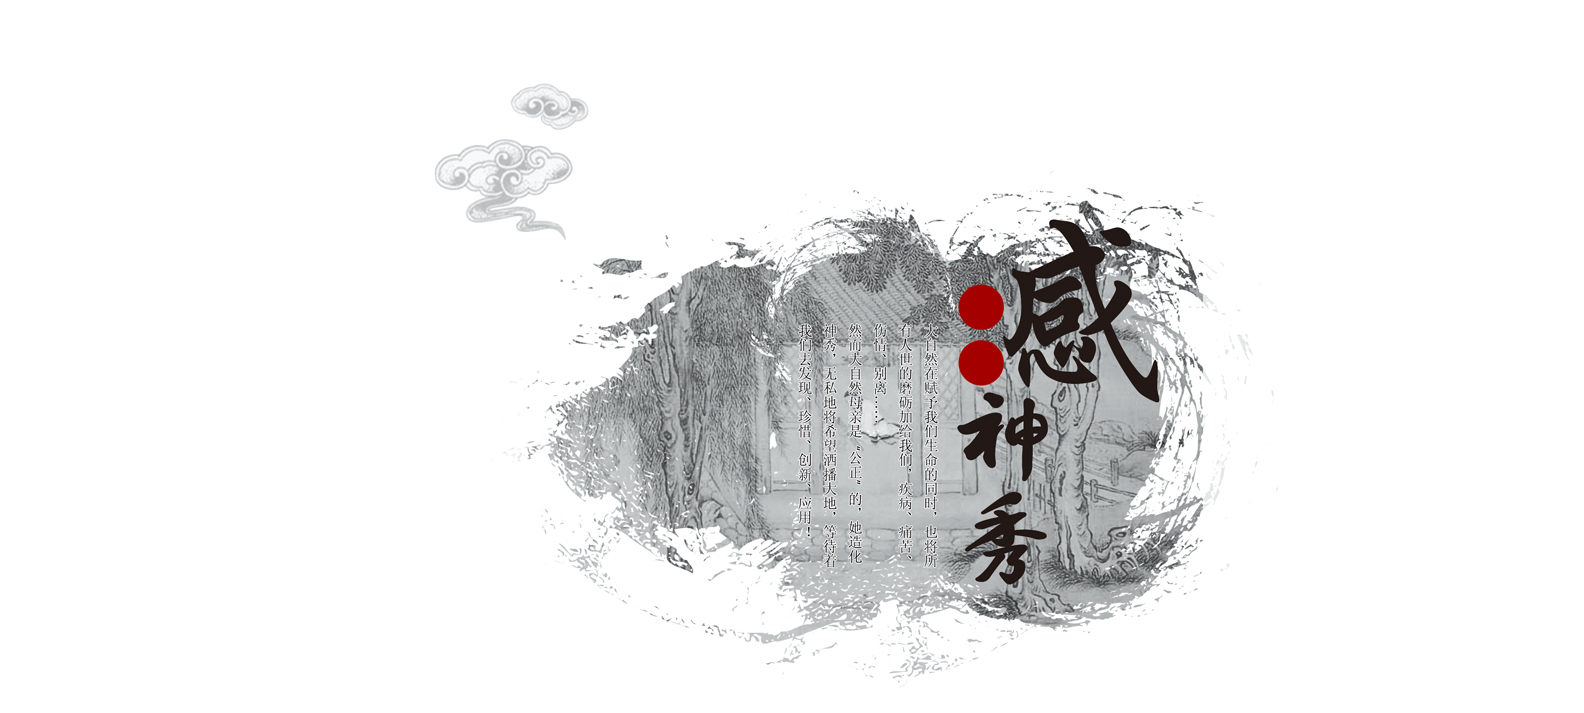 感
神
秀
大自然在赋予我们生命的同时，也将所
有人世的磨砺加给我们，疾病、痛苦、
伤情、别离……
然而大自然母亲是“公正”的，她造化
神秀，无私地将希望洒播大地，等待着
我们去发现、珍惜、创新、应用！